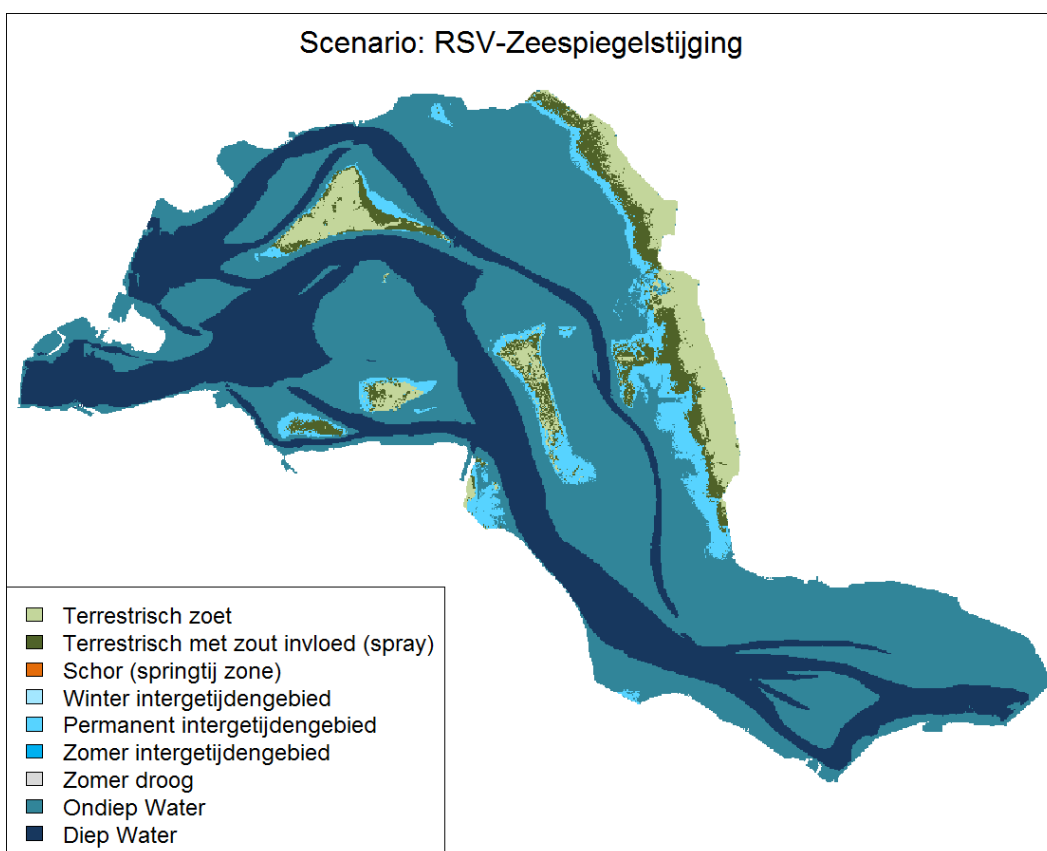 Scenario: RSV-Zeespiegelstijging
Terrestrisch zoet
Terrestrisch met zout invloed (spray)
Schor (springtij zone)
Winter intergetijdengebied
Permanent intergetijdengebied
Zomer intergetijdengebied
Zomer droog
Ondiep Water
Diep Water